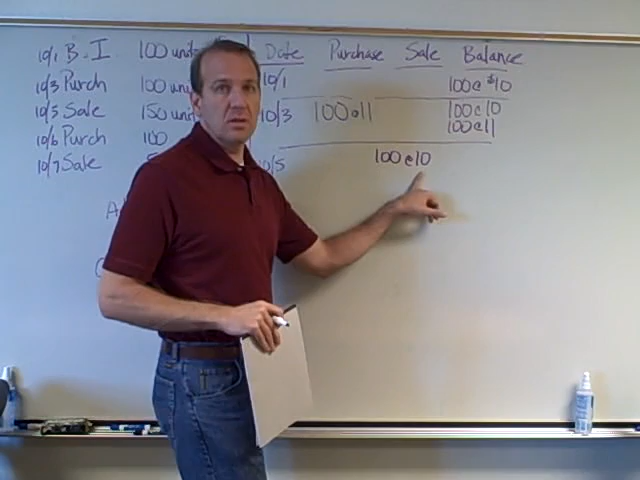 10/1 B.I 100 units
10/3 Purch 100 uni
10/5 Sale 150 un
10/6 Purch 100
10/7 Sale
Date Purchase Sale Balance
10/1 100 @ $10
10/3 100 @ 11 100 @ 10
100 @ 11
10/5 100 @ 10